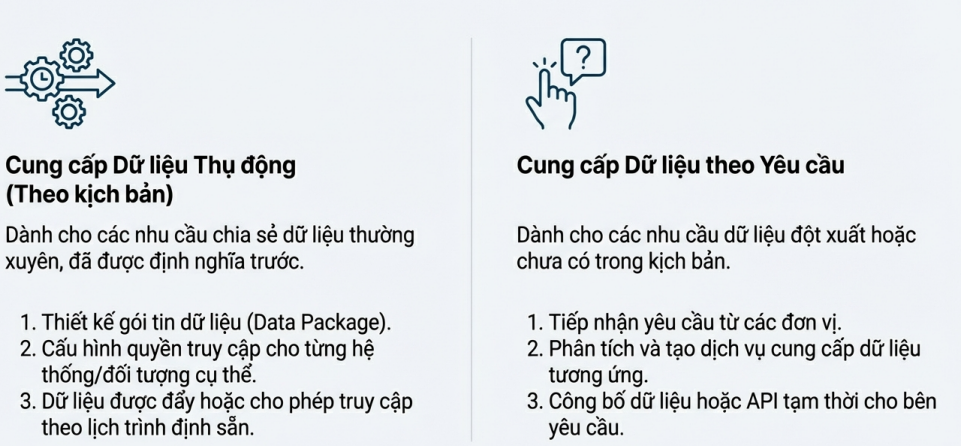 ?
Cung cấp Dữ liệu Thụ động
(Theo kịch bản)
Dành cho các nhu cầu chia sẻ dữ liệu thường
xuyên, đã được định nghĩa trước.
1. Thiết kế gói tin dữ liệu (Data Package).
2. Cấu hình quyền truy cập cho từng hệ
thống/đối tượng cụ thể.
3. Dữ liệu được đẩy hoặc cho phép truy cập
theo lịch trình định sẵn.
Cung cấp Dữ liệu theo Yêu cầu
Dành cho các nhu cầu dữ liệu đột xuất hoặc
chưa có trong kịch bản.
1. Tiếp nhận yêu cầu từ các đơn vị.
2. Phân tích và tạo dịch vụ cung cấp dữ liệu
tương ứng.
3. Công bố dữ liệu hoặc API tạm thời cho bên
yêu cầu.